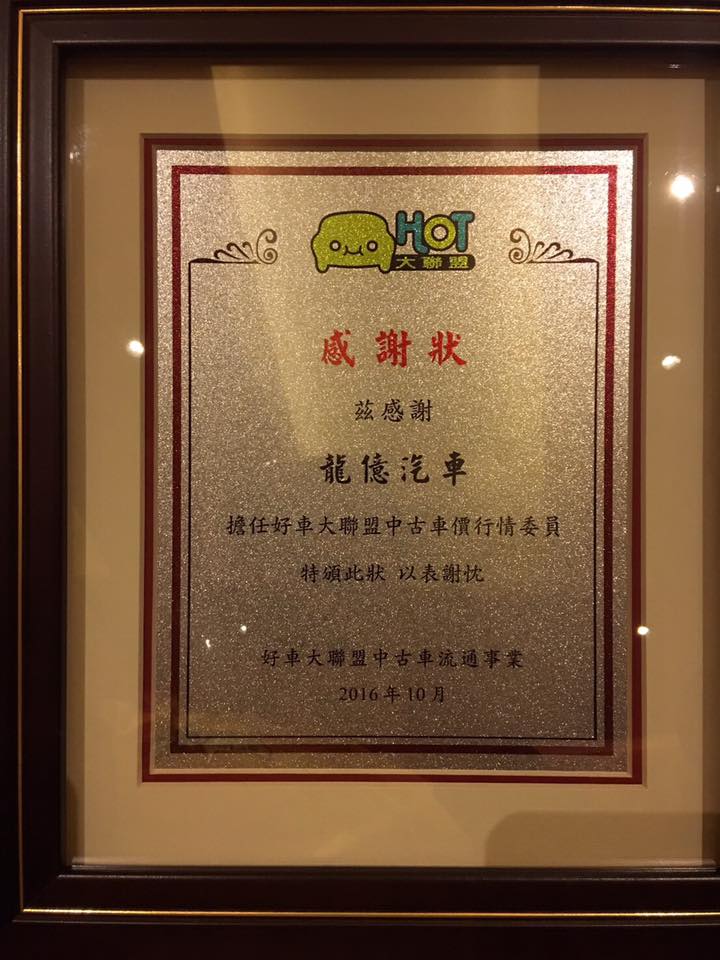 HOT
大聯盟
感謝狀
茲感謝
龍億汽車
擔任好車大聯盟中古車價行情委員
特頒此狀 以表謝忱
好車大聯盟中古車流通事業
2016年10月